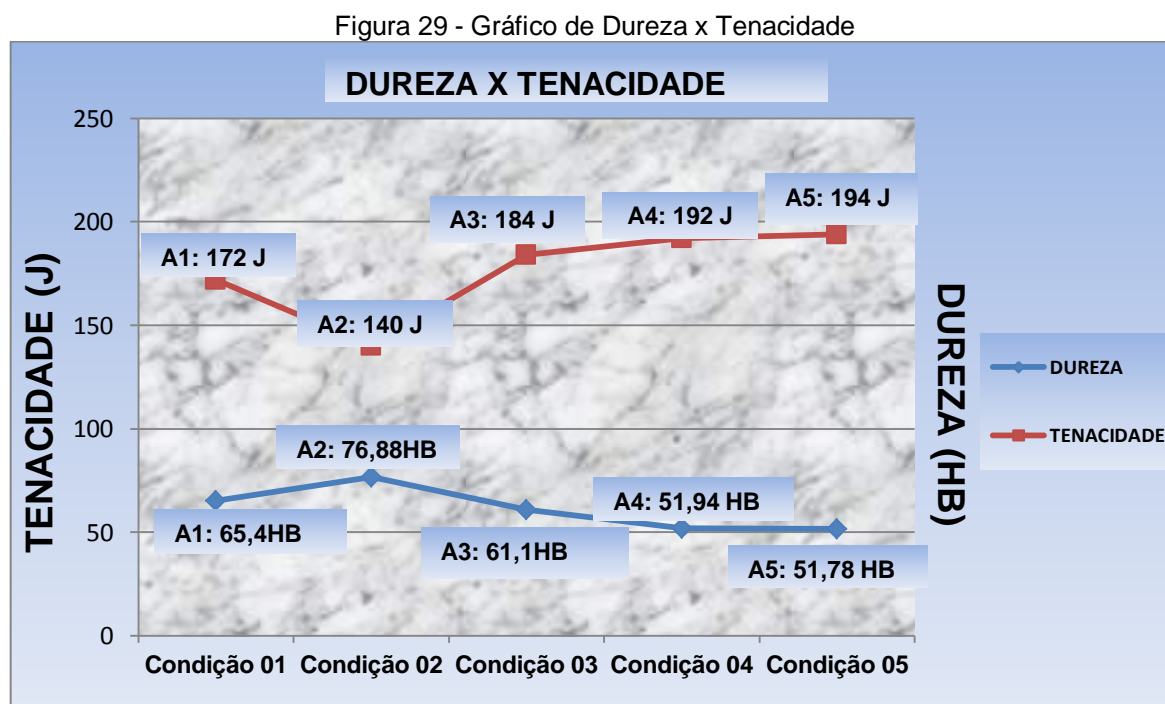 Figura 29 - Gráfico de Dureza x Tenacidade
DUREZA X TENACIDADE
TENACIDADE (J)
250
200
150
100
50
0
A1: 172 J
A2: 140 J
A3: 184 J
A4: 192 J
A5: 194 J
A1: 65,4HB
A2: 76,88HB
A3: 61,1HB
A4: 51,94 HB
A5: 51,78 HB
Condição 01 Condição 02 Condição 03 Condição 04 Condição 05
DUREZA (HB)
DUREZA
TENACIDADE